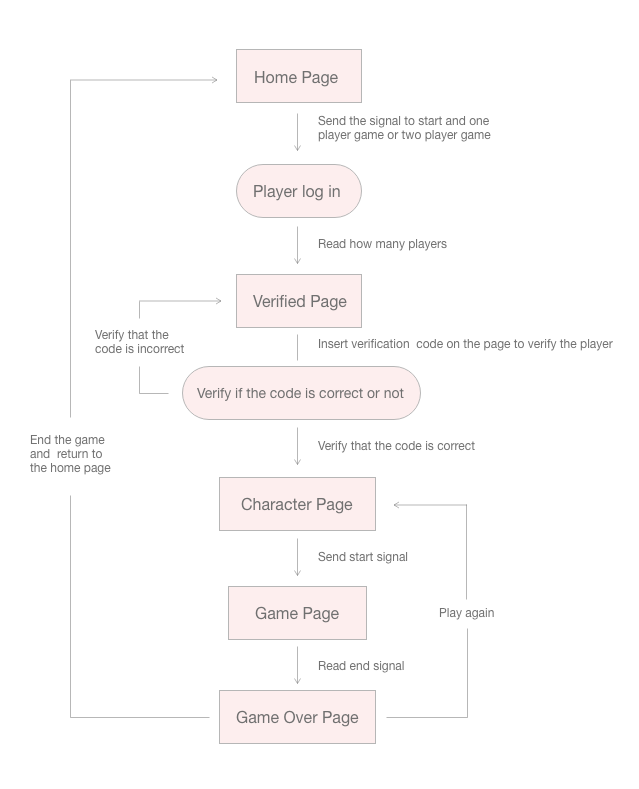 Home Page
Send the signal to start and one
player game or two player game
Player log in
Read how many players
Verified Page
Verify that the
code is incorrect
Insert verification  code on the page to verify the player
Verify if the code is correct or not
End the game
and  return to
the home page
Verify that the code is correct
Character Page
Send start signal
Game Page
Play again
Read end signal
Game Over Page